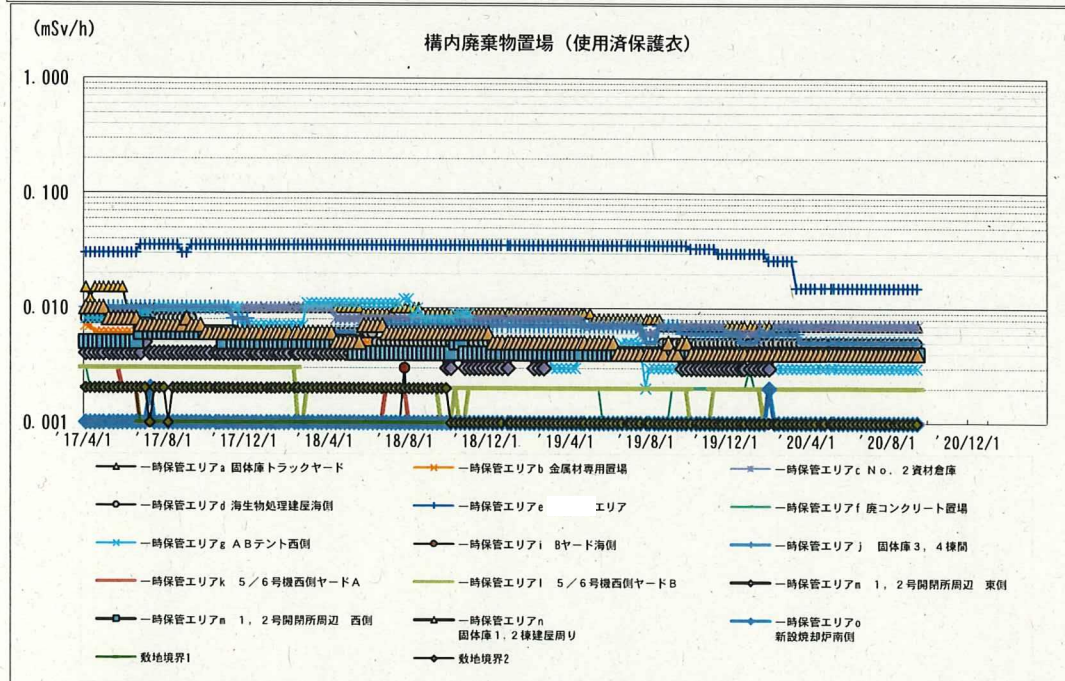 (mSv/h)
構内廃棄物置場（使用済保護衣）
1.000
0.100
0.010
0.001
17/4/1 17/8/1 17/12/1 18/4/1 18/8/1 18/12/1 19/4/1 19/8/1 19/12/1 20/4/1 20/8/1 20/12/1
一時保管エリアa 固体庫トラックヤード
一時保管エリアb 金属材専用置場
一時保管エリアc No．2資材倉庫
一時保管エリアd 海生物処理建屋海側
一時保管エリアe エリア
一時保管エリアf 廃コンクリート置場
一時保管エリアg ABテント西側
一時保管エリアi Bヤード海側
一時保管エリアj 固体庫3，4棟間
一時保管エリアk 5／6号機西側ヤードA
一時保管エリアl 5／6号機西側ヤードB
一時保管エリアm 1，2号開閉所周辺 東側
一時保管エリアm 1，2号開閉所周辺 西側
一時保管エリアn
固体庫1,2棟建屋周り
一時保管エリアo
新設焼却炉南側
敷地境界1
敷地境界2